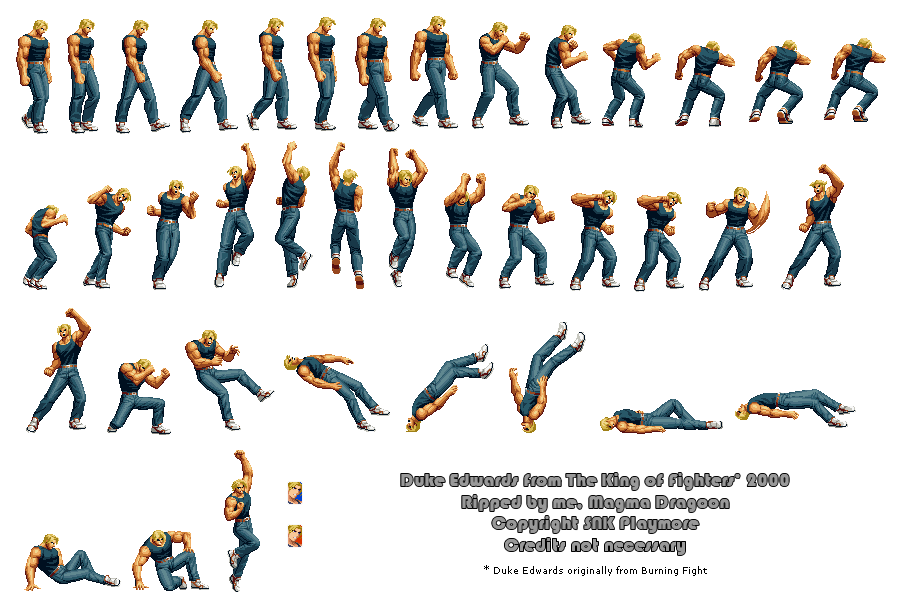 Duke Edwards from The King of Fighters' 2000
Ripped by me, Magma Dragoon
Copyright SNK Playmore
Credits not necessary
* Duke Edwards originally from Burning Fight